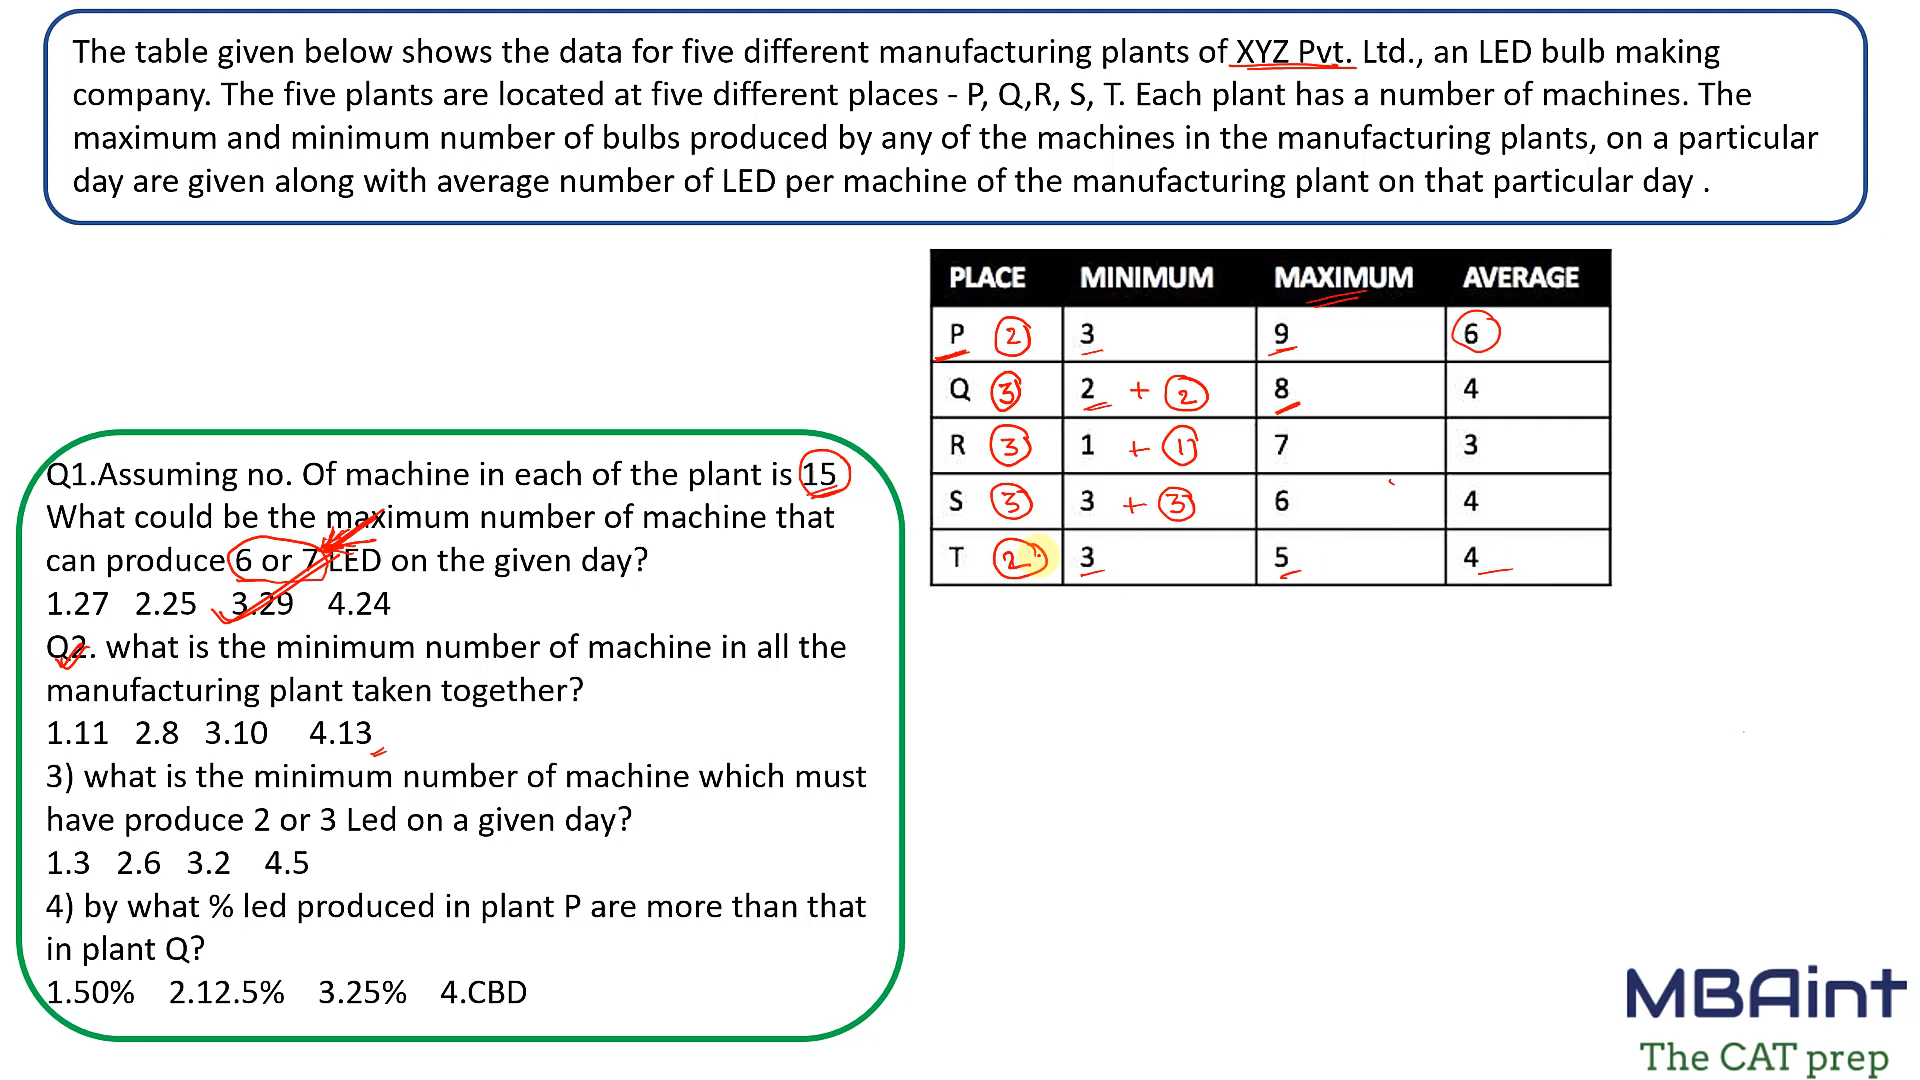 The table given below shows the data for five different manufacturing plants of XYZ Pvt. Ltd., an LED bulb making
company. The five plants are located at five different places - P, Q,R, S, T. Each plant has a number of machines. The
maximum and minimum number of bulbs produced by any of the machines in the manufacturing plants, on a particular
day are given along with average number of LED per machine of the manufacturing plant on that particular day .
PLACE MINIMUM MAXIMUM AVERAGE
P 2 3 9 6
Q 3 2 + 2 8 4
R 3 1 + 1 7 3
S 3 3 + 3 6 4
T 2 3 5 4
Q1.Assuming no. Of machine in each of the plant is 15
What could be the maximum number of machine that
can produce 6 or 7 LED on the given day?
1.27 2.25 3.29 4.24
Q2. what is the minimum number of machine in all the
manufacturing plant taken together?
1.11 2.8 3.10 4.13
3) what is the minimum number of machine which must
have produce 2 or 3 Led on a given day?
1.3 2.6 3.2 4.5
4) by what % led produced in plant P are more than that
in plant Q?
1.50% 2.12.5% 3.25% 4.CBD
MBAint
The CAT prep